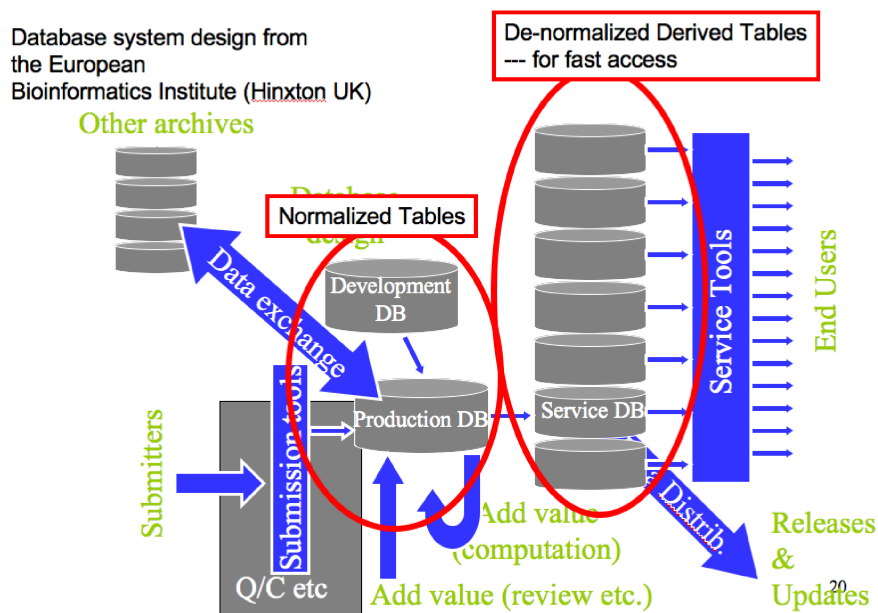 Database system design from
the European
Bioinformatics Institute (Hinxton UK)
De-normalized Derived Tables
--- for fast access
Other archives
Database
design
Normalized Tables
Data exchange
Development
DB
Production DB
Submission tools
Submitters
Q/C etc
Service DB
Service Tools
End Users
Add value
(computation)
Add value (review etc.)
Distrib.
Releases
&
Updates
20